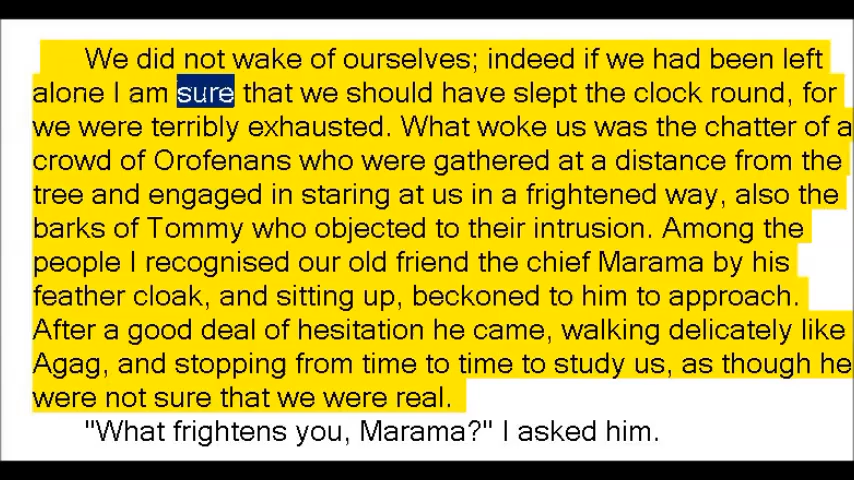 We did not wake of ourselves; indeed if we had been left
alone I am sure that we should have slept the clock round, for
we were terribly exhausted. What woke us was the chatter of a
crowd of Orofenans who were gathered at a distance from the
tree and engaged in staring at us in a frightened way, also the
barks of Tommy who objected to their intrusion. Among the
people I recognised our old friend the chief Marama by his
feather cloak, and sitting up, beckoned to him to approach.
After a good deal of hesitation he came, walking delicately like
Agag, and stopping from time to time to study us, as though he
were not sure that we were real.
"What frightens you, Marama?" I asked him.